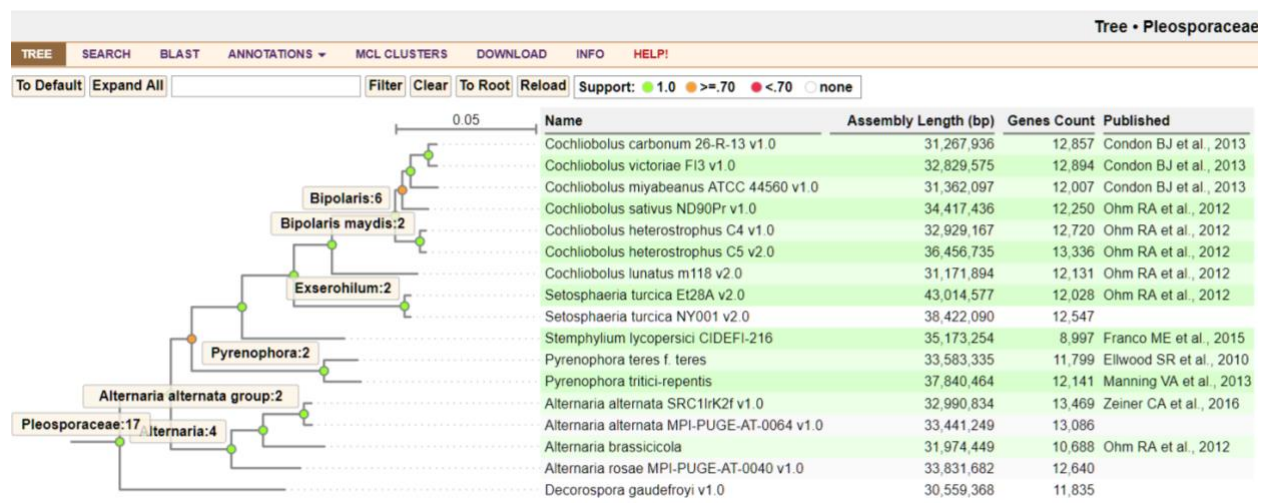 Tree • Pleosporaceae
TREE SEARCH BLAST ANNOTATIONS MCL CLUSTERS DOWNLOAD INFO HELP!
To Default Expand All Filter Clear To Root Reload Support: 1.0 >=.70 <.70 none
0.05 Name Assembly Length (bp) Genes Count Published
Cochliobolus carbonum 26-R-13 v1.0 31,267,936 12,857 Condon BJ et al., 2013
Cochliobolus victoriae FI3 v1.0 32,829,575 12,894 Condon BJ et al., 2013
Cochliobolus miyabeanus ATCC 44560 v1.0 31,362,097 12,007 Condon BJ et al., 2013
Bipolaris:6
Cochliobolus sativus ND90Pr v1.0 34,417,436 12,250 Ohm RA et al., 2012
Bipolaris maydis:2
Cochliobolus heterostrophus C4 v1.0 32,929,167 12,720 Ohm RA et al., 2012
Cochliobolus heterostrophus C5 v2.0 36,456,735 13,336 Ohm RA et al., 2012
Cochliobolus lunatus m118 v2.0 31,171,894 12,131 Ohm RA et al., 2012
Exserohilum:2
Setosphaeria turcica Et28A v2.0 43,014,577 12,028 Ohm RA et al., 2012
Setosphaeria turcica NY001 v2.0 38,422,090 12,547
Stemphylium lycopersici CIDEFI-216 35,173,254 8,997 Franco ME et al., 2015
Pyrenophora:2
Pyrenophora teres f. teres 33,583,335 11,799 Ellwood SR et al., 2010
Pyrenophora tritici-repentis 37,840,464 12,141 Manning VA et al., 2013
Alternaria alternata group:2
Alternaria alternata SRC1lrK2f v1.0 32,990,834 13,469 Zeiner CA et al., 2016
Pleosporaceae:17
Alternaria alternata MPI-PUGE-AT-0064 v1.0 33,441,249 13,086
Alternaria:4
Alternaria brassicicola 31,974,449 10,688 Ohm RA et al., 2012
Alternaria rosae MPI-PUGE-AT-0040 v1.0 33,831,682 12,640
Decorospora gaudefroyi v1.0 30,559,368 11,835